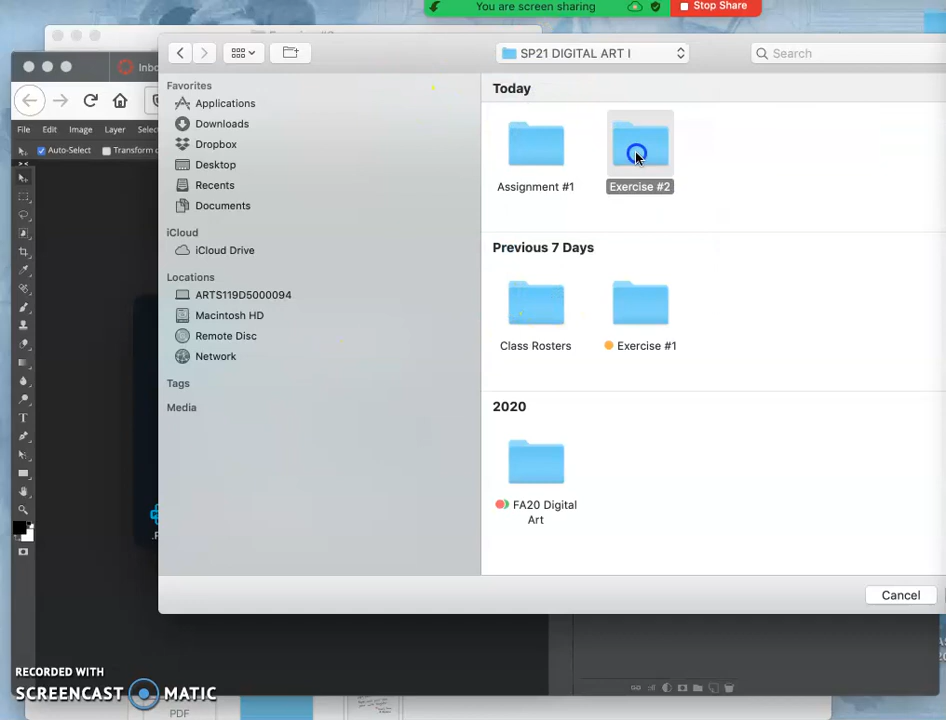 You are screen sharing
Stop Share
SP21 DIGITAL ART I
Search
Inbo
Favorites
Applications
Downloads
Dropbox
Desktop
Recents
Documents
iCloud
iCloud Drive
Locations
ARTS119D5000094
Macintosh HD
Remote Disc
Network
Tags
Media
Today
Assignment #1
Exercise #2
Previous 7 Days
Class Rosters
Exercise #1
2020
FA20 Digital
Art
Cancel
File Edit Image Layer Selec
Auto-Select Transform c
RECORDED WITH
SCREENCAST MATIC
PDF